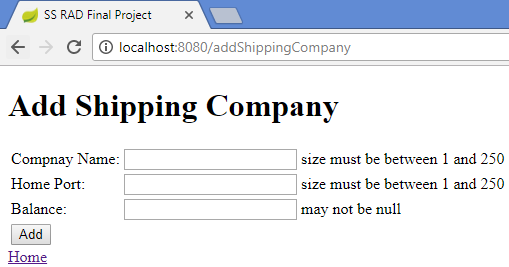 SS RAD Final Project
localhost:8080/addShippingCompany
Add Shipping Company
Compnay Name: size must be between 1 and 250
Home Port: size must be between 1 and 250
Balance: may not be null
Add
Home